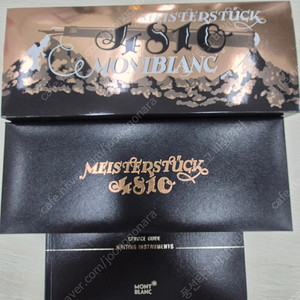 MEISTERSTÜCK
4810
MONTBLANC
MEISTERSTÜCK
4810
SERVICE GUIDE
WRITING INSTRUMENTS
MONT
BLANC